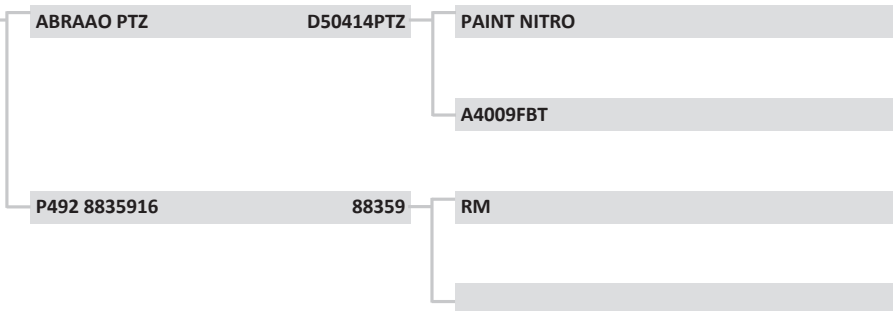 ABRAAO PTZ D50414PTZ
PAINT NITRO
A4009FBT
P492 8835916 88359
RM